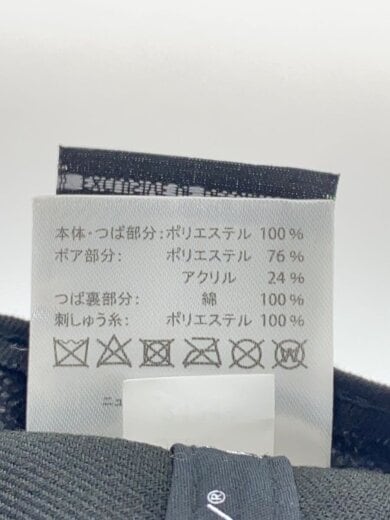 本体・つば部分:ポリエステル 100%
ボア部分: ポリエステル 76%
アクリル 24%
つば裏部分: 綿 100%
刺しゅう糸: ポリエステル 100%
W
ニュ
®